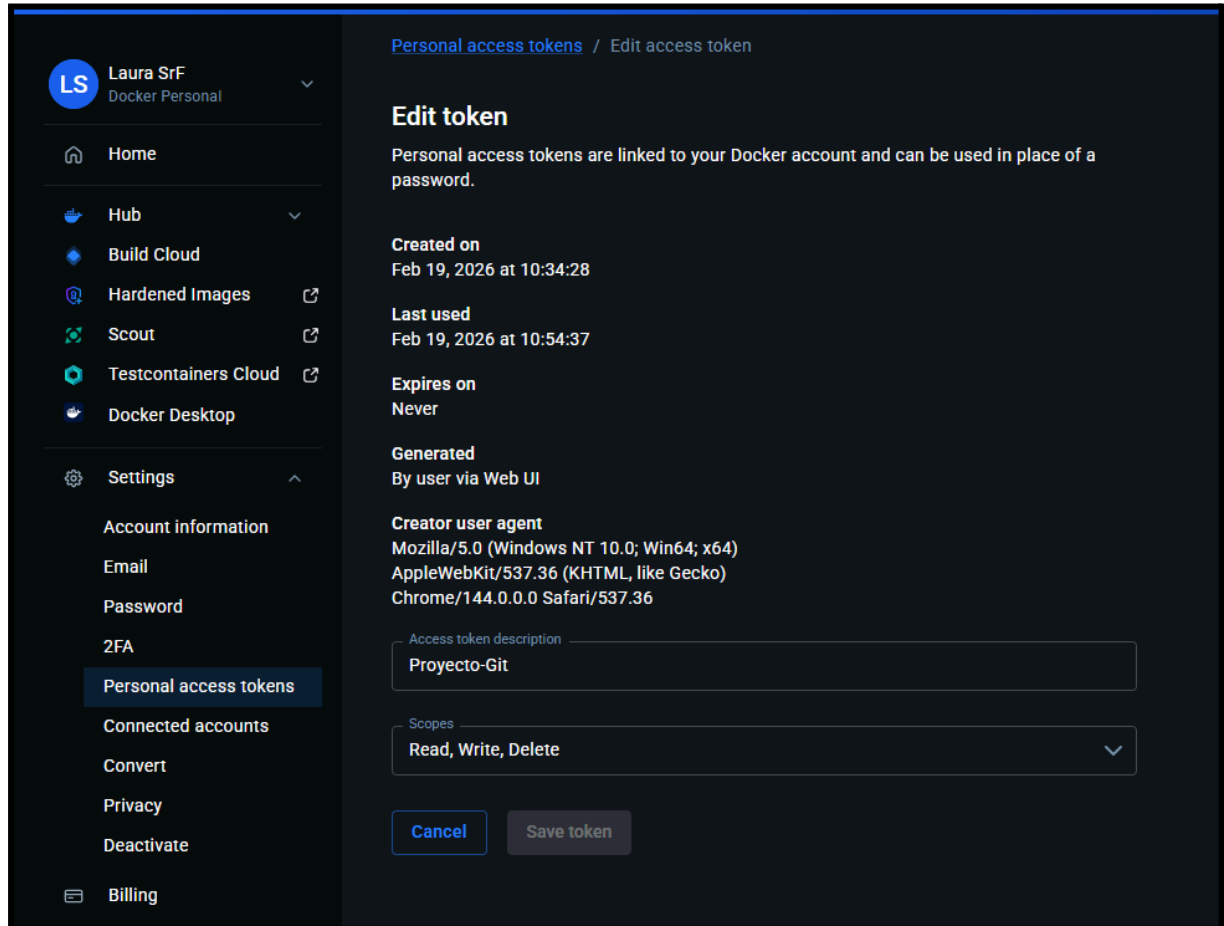 LS
Laura SrF
Docker Personal
Home
Hub
Build Cloud
Hardened Images
Scout
Testcontainers Cloud
Docker Desktop
Settings
Account information
Email
Password
2FA
Personal access tokens
Connected accounts
Convert
Privacy
Deactivate
Billing
Personal access tokens / Edit access token
Edit token
Personal access tokens are linked to your Docker account and can be used in place of a
password.
Created on
Feb 19, 2026 at 10:34:28
Last used
Feb 19, 2026 at 10:54:37
Expires on
Never
Generated
By user via Web UI
Creator user agent
Mozilla/5.0 (Windows NT 10.0; Win64; x64)
AppleWebKit/537.36 (KHTML, like Gecko)
Chrome/144.0.0.0 Safari/537.36
Access token description
Proyecto-Git
Scopes
Read, Write, Delete
Cancel
Save token